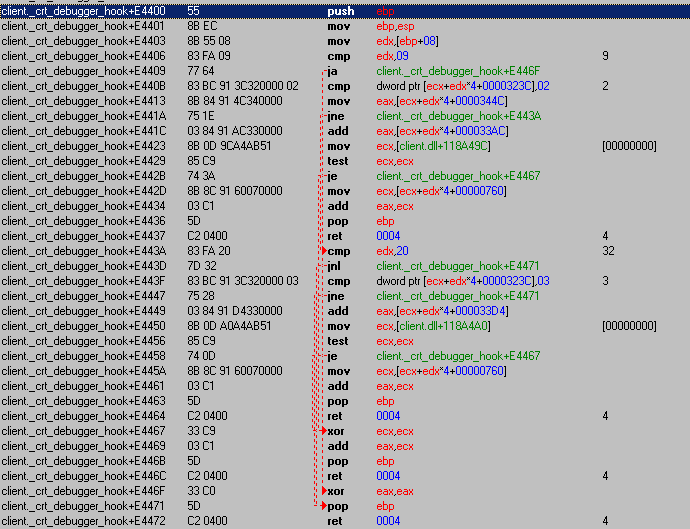 client._crt_debugger_hook+E4400 55 push ebp
client._crt_debugger_hook+E4401 8B EC mov ebp,esp
client._crt_debugger_hook+E4403 8B 55 08 mov edx,[ebp+08]
client._crt_debugger_hook+E4406 83 FA 09 cmp edx,09 9
client._crt_debugger_hook+E4409 77 64 ja client._crt_debugger_hook+E446F
client._crt_debugger_hook+E440B 83 BC 91 3C320000 02 cmp dword ptr [ecx+edx*4+0000323C],02 2
client._crt_debugger_hook+E4413 8B 84 91 4C340000 mov eax,[ecx+edx*4+0000344C]
client._crt_debugger_hook+E441A 75 1E jne client._crt_debugger_hook+E443A
client._crt_debugger_hook+E441C 03 84 91 AC330000 add eax,[ecx+edx*4+000033AC]
client._crt_debugger_hook+E4423 8B 0D 9CA4AB51 mov ecx,[client.dll+118A49C] [00000000]
client._crt_debugger_hook+E4429 85 C9 test ecx,ecx
client._crt_debugger_hook+E442B 74 3A je client._crt_debugger_hook+E4467
client._crt_debugger_hook+E442D 8B 8C 91 60070000 mov ecx,[ecx+edx*4+00000760]
client._crt_debugger_hook+E4434 03 C1 add eax,ecx
client._crt_debugger_hook+E4436 5D pop ebp
client._crt_debugger_hook+E4437 C2 0400 ret 0004 4
client._crt_debugger_hook+E443A 83 FA 20 cmp edx,20 32
client._crt_debugger_hook+E443D 7D 32 jnl client._crt_debugger_hook+E4471
client._crt_debugger_hook+E443F 83 BC 91 3C320000 03 cmp dword ptr [ecx+edx*4+0000323C],03 3
client._crt_debugger_hook+E4447 75 28 jne client._crt_debugger_hook+E4471
client._crt_debugger_hook+E4449 03 84 91 D4330000 add eax,[ecx+edx*4+000033D4]
client._crt_debugger_hook+E4450 8B 0D A0A4AB51 mov ecx,[client.dll+118A4A0] [00000000]
client._crt_debugger_hook+E4456 85 C9 test ecx,ecx
client._crt_debugger_hook+E4458 74 0D je client._crt_debugger_hook+E4467
client._crt_debugger_hook+E445A 8B 8C 91 60070000 mov ecx,[ecx+edx*4+00000760]
client._crt_debugger_hook+E4461 03 C1 add eax,ecx
client._crt_debugger_hook+E4463 5D pop ebp
client._crt_debugger_hook+E4464 C2 0400 ret 0004 4
client._crt_debugger_hook+E4467 33 C9 xor ecx,ecx
client._crt_debugger_hook+E4469 03 C1 add eax,ecx
client._crt_debugger_hook+E446B 5D pop ebp
client._crt_debugger_hook+E446C C2 0400 ret 0004 4
client._crt_debugger_hook+E446F 33 C0 xor eax,eax
client._crt_debugger_hook+E4471 5D pop ebp
client._crt_debugger_hook+E4472 C2 0400 ret 0004 4